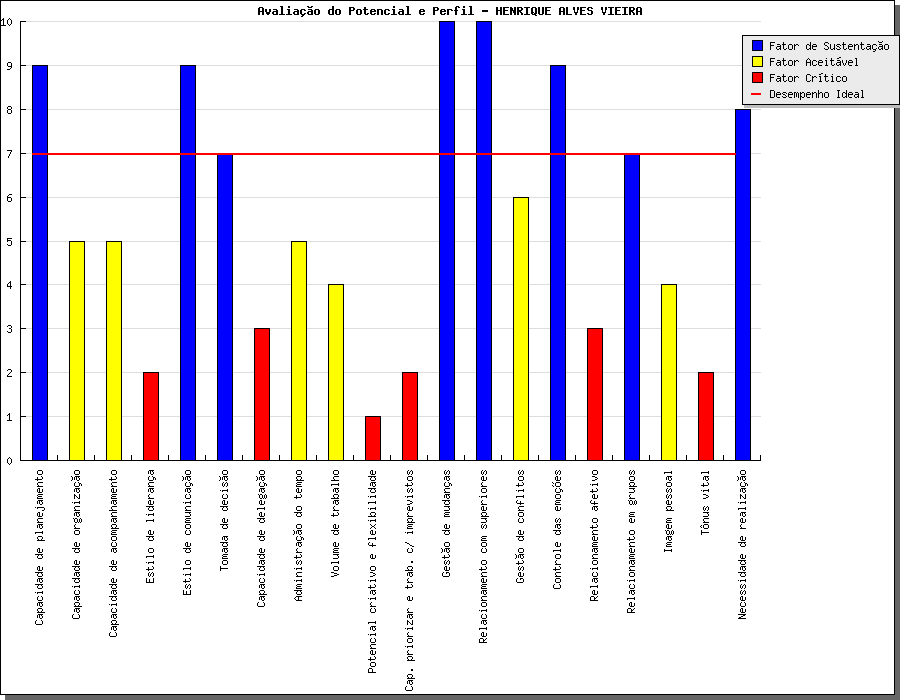 Avaliação do Potencial e Perfil - HENRIQUE ALVES VIEIRA
Fator de Sustentação
Fator Aceitável
Fator Crítico
Desempenho Ideal
10
9
8
7
6
5
4
3
2
1
0
Capacidade de planejamento
Capacidade de organização
Capacidade de acompanhamento
Estilo de liderança
Estilo de comunicação
Tomada de decisão
Capacidade de delegação
Administração do tempo
Volume de trabalho
Potencial criativo e flexibilidade
Cap. priorizar e trab. c/ imprevistos
Gestão de mudanças
Relacionamento com superiores
Gestão de conflitos
Controle das emoções
Relacionamento afetivo
Relacionamento em grupos
Imagem pessoal
Tônus vital
Necessidade de realização